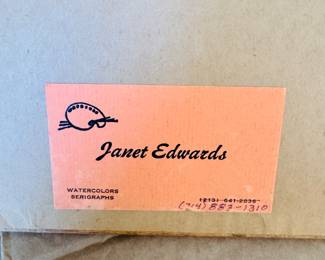 Janet Edwards
WATERCOLORS
SERIGRAPHS
(213) 641-2036
(714) 883-1310